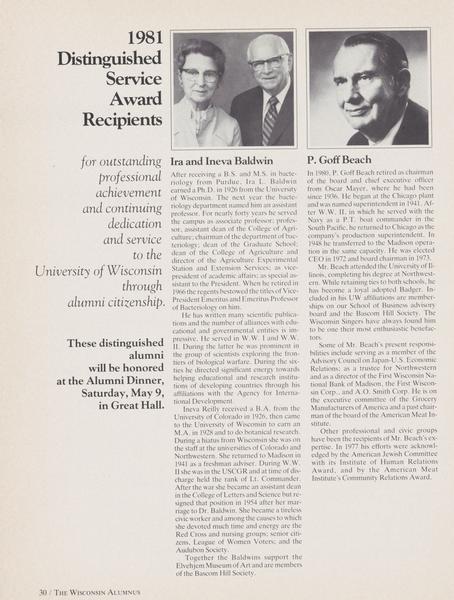 1981
Distinguished
Service
Award
Recipients
for outstanding
professional
achievement
and continuing
dedication
and service
to the
University of Wisconsin
through
alumni citizenship.
These distinguished
alumni
will be honored
at the Alumni Dinner,
Saturday, May 9,
in Great Hall.
Ira and Ineva Baldwin
After receiving a B.S. and M.S. in bacte-
riology from Purdue, Ira L. Baldwin
earned a Ph.D. in 1926 from the University
of Wisconsin. The next year the bacte-
riology department named him an assistant
professor. For nearly forty years he served
the campus as associate professor; profes-
sor, assistant dean of the College of Agri-
culture; chairman of the department of bac-
teriology; dean of the Graduate School;
dean of the College of Agriculture and
director of the Agriculture Experimental
Station and Extension Services; as vice-
president of academic affairs; as special as-
sistant to the President. When he retired in
1966 the regents bestowed the titles of Vice-
President Emeritus and Emeritus Professor
of Bacteriology on him.
He has written many scientific publica-
tions and the number of alliances with edu-
cational and governmental entities is im-
pressive. He served in W.W. I and W.W.
II. During the latter he was prominent in
the group of scientists exploring the fron-
tiers of biological warfare. During the six-
ties he directed significant energy towards
helping educational and research institu-
tions of developing countries through his
affiliations with the Agency for Interna-
tional Development.
Ineva Reilly received a B.A. from the
University of Colorado in 1926, then came
to the University of Wisconsin to earn an
M.A. in 1928 and to do botanical research.
During a hiatus from Wisconsin she was on
the staff at the universities of Colorado and
Northwestern. She returned to Madison in
1941 as a freshman adviser. During W.W.
II she was in the USCGR and at time of dis-
charge held the rank of Lt. Commander.
After the war she became an assistant dean
in the College of Letters and Science but re-
signed that position in 1954 after her mar-
riage to Dr. Baldwin. She became a tireless
civic worker and among the causes to which
she devoted much time and energy are the
Red Cross and nursing groups; senior citi-
zens, League of Women Voters; and the
Audubon Society.
Together the Baldwins support the
Elvehjem Museum of Art and are members
of the Bascom Hill Society.
P. Goff Beach
In 1980, P. Goff Beach retired as chairman
of the board and chief executive officer
from Oscar Mayer, where he had been
since 1936. He began at the Chicago plant
and was named superintendent in 1941. Af-
ter W.W. II, in which he served with the
Navy as a P.T. boat commander in the
South Pacific, he returned to Chicago as the
company's production superintendent. In
1948 he transferred to the Madison opera-
tion in the same capacity. He was elected
CEO in 1972 and board chairman in 1973.
Mr. Beach attended the University of Il-
linois, completing his degree at Northwest-
ern. While retaining ties to both schools, he
has become a loyal adopted Badger. In-
cluded in his UW affiliations are member-
ships on our School of Business advisory
board and the Bascom Hill Society. The
Wisconsin Singers have always found him
to be one their most enthusiastic benefac-
tors.
Some of Mr. Beach's present responsi-
bilities include serving as a member of the
Advisory Council on Japan-U.S. Economic
Relations; as a trustee for Northwestern
and as a director of the First Wisconsin Na-
tional Bank of Madison, the First Wiscon-
sin Corp., and A.O. Smith Corp. He is on
the executive committee of the Grocery
Manufacturers of America and a past chair-
man of the board of the American Meat In-
stitute.
Other professional and civic groups
have been the recipients of Mr. Beach's ex-
pertise. In 1977 his efforts were acknowl-
edged by the American Jewish Committee
with its Institute of Human Relations
Award, and by the American Meat
Institute's Community Relations Award.
30 / THE WISCONSIN ALUMNUS